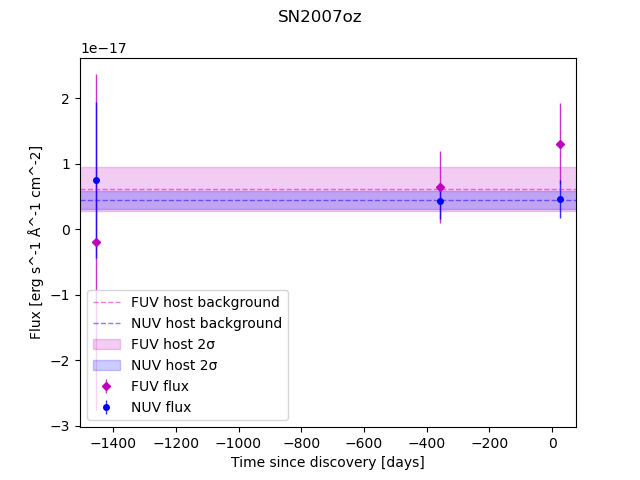 SN2007oz
1e−17
2
1
0
−1
−2
−3
Flux [erg s^-1 Å^-1 cm^-2]
FUV host background
NUV host background
FUV host 2σ
NUV host 2σ
FUV flux
NUV flux
−1400 −1200 −1000 −800 −600 −400 −200 0
Time since discovery [days]